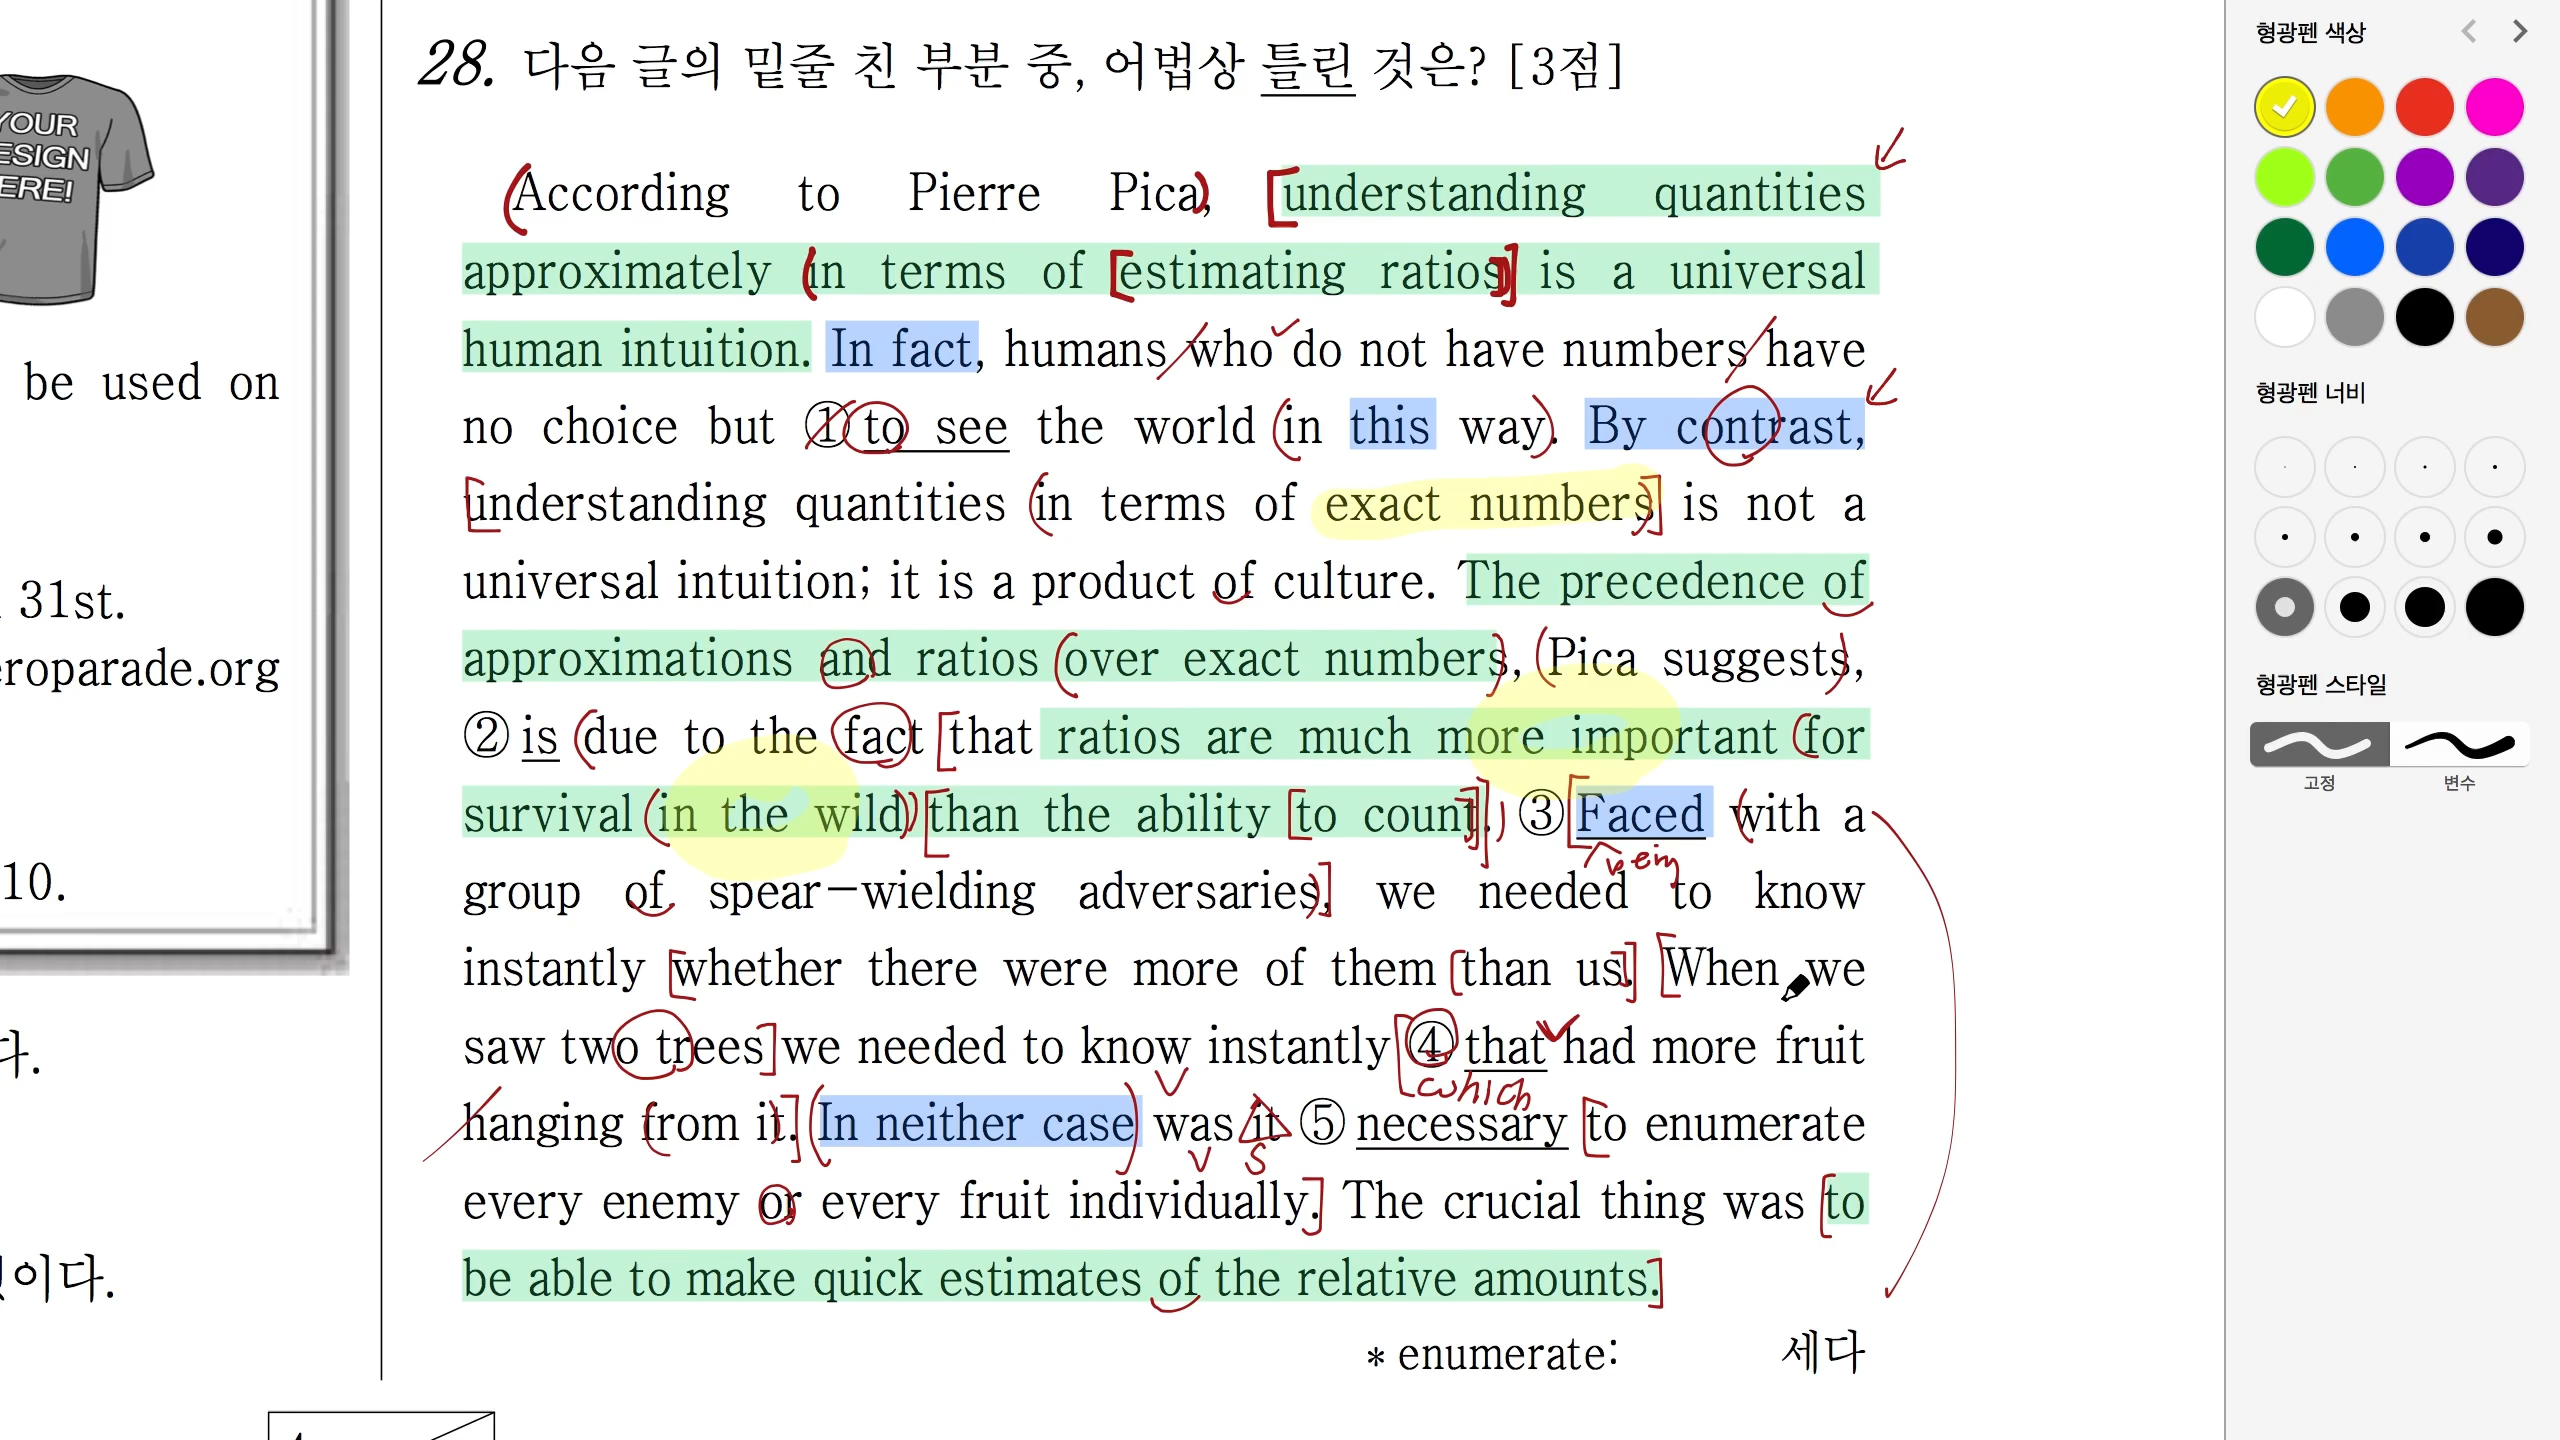 YOUR
ESIGN
ERE!
be used on
31st.
eroparade.org
10.
다.
이다.
28. 다음 글의 밑줄 친 부분 중, 어법상 틀린 것은? [3점]
According to Pierre Pica, understanding quantities
approximately in terms of estimating ratios is a universal
human intuition. In fact, humans who do not have numbers have
no choice but ① to see the world in this way. By contrast,
understanding quantities in terms of exact numbers is not a
universal intuition; it is a product of culture. The precedence of
approximations and ratios over exact numbers, Pica suggests,
② is due to the fact that ratios are much more important for
survival in the wild than the ability to count. ③ Faced with a
being
group of spear-wielding adversaries, we needed to know
instantly whether there were more of them than us. When we
saw two trees we needed to know instantly ④ that had more fruit
which
hanging from it. In neither case was it ⑤ necessary to enumerate
V S
every enemy or every fruit individually. The crucial thing was to
be able to make quick estimates of the relative amounts.
* enumerate: 세다
형광펜 색상
형광펜 너비
형광펜 스타일
고정 변수